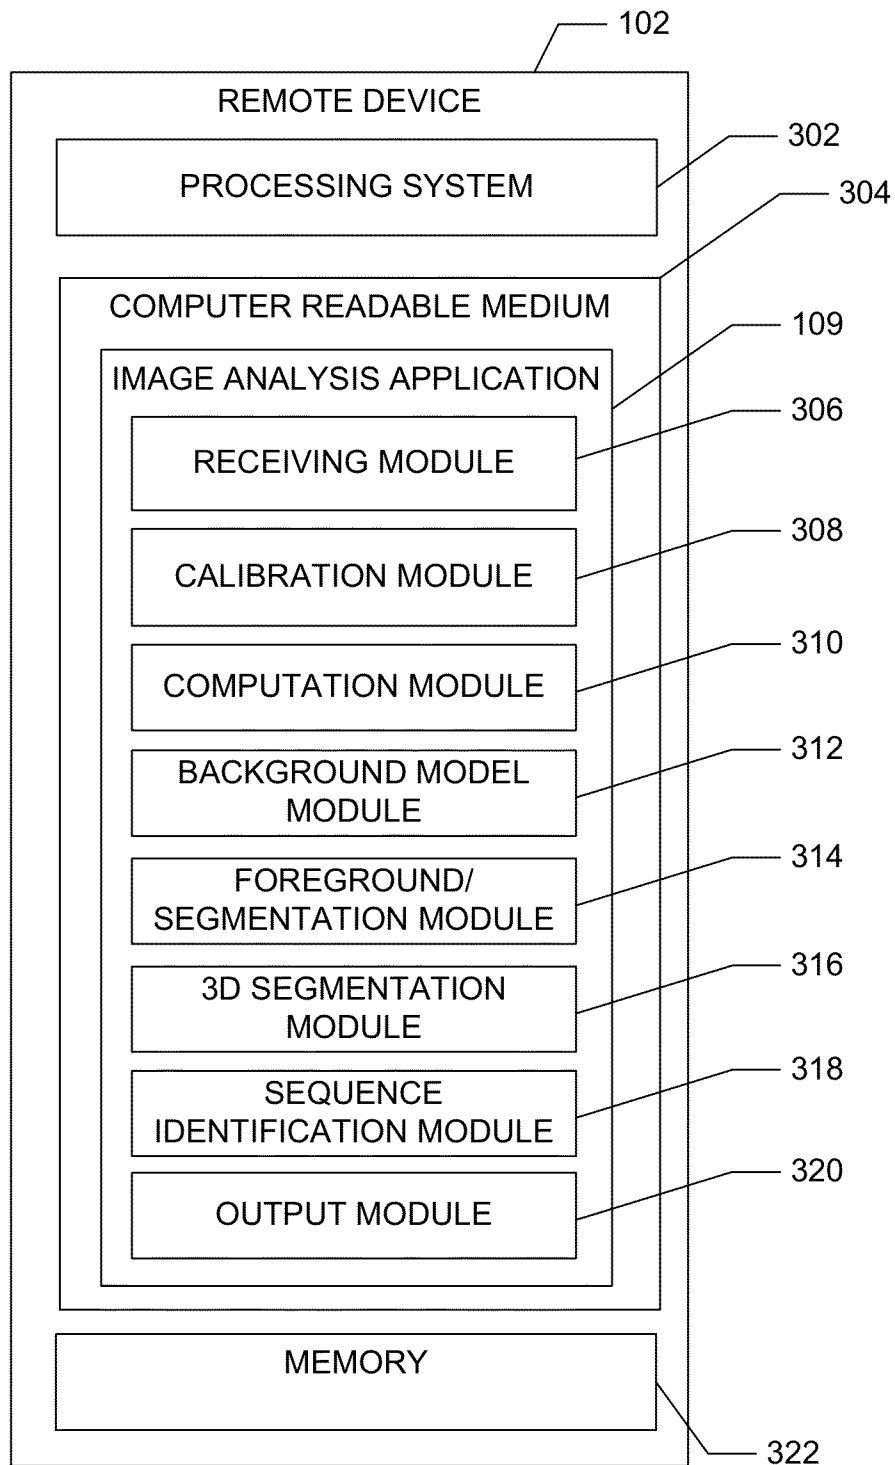 102
REMOTE DEVICE
302
PROCESSING SYSTEM
304
COMPUTER READABLE MEDIUM
109
IMAGE ANALYSIS APPLICATION
306
RECEIVING MODULE
308
CALIBRATION MODULE
310
COMPUTATION MODULE
312
BACKGROUND MODEL
MODULE
314
FOREGROUND/
SEGMENTATION MODULE
316
3D SEGMENTATION
MODULE
318
SEQUENCE
IDENTIFICATION MODULE
320
OUTPUT MODULE
MEMORY
322